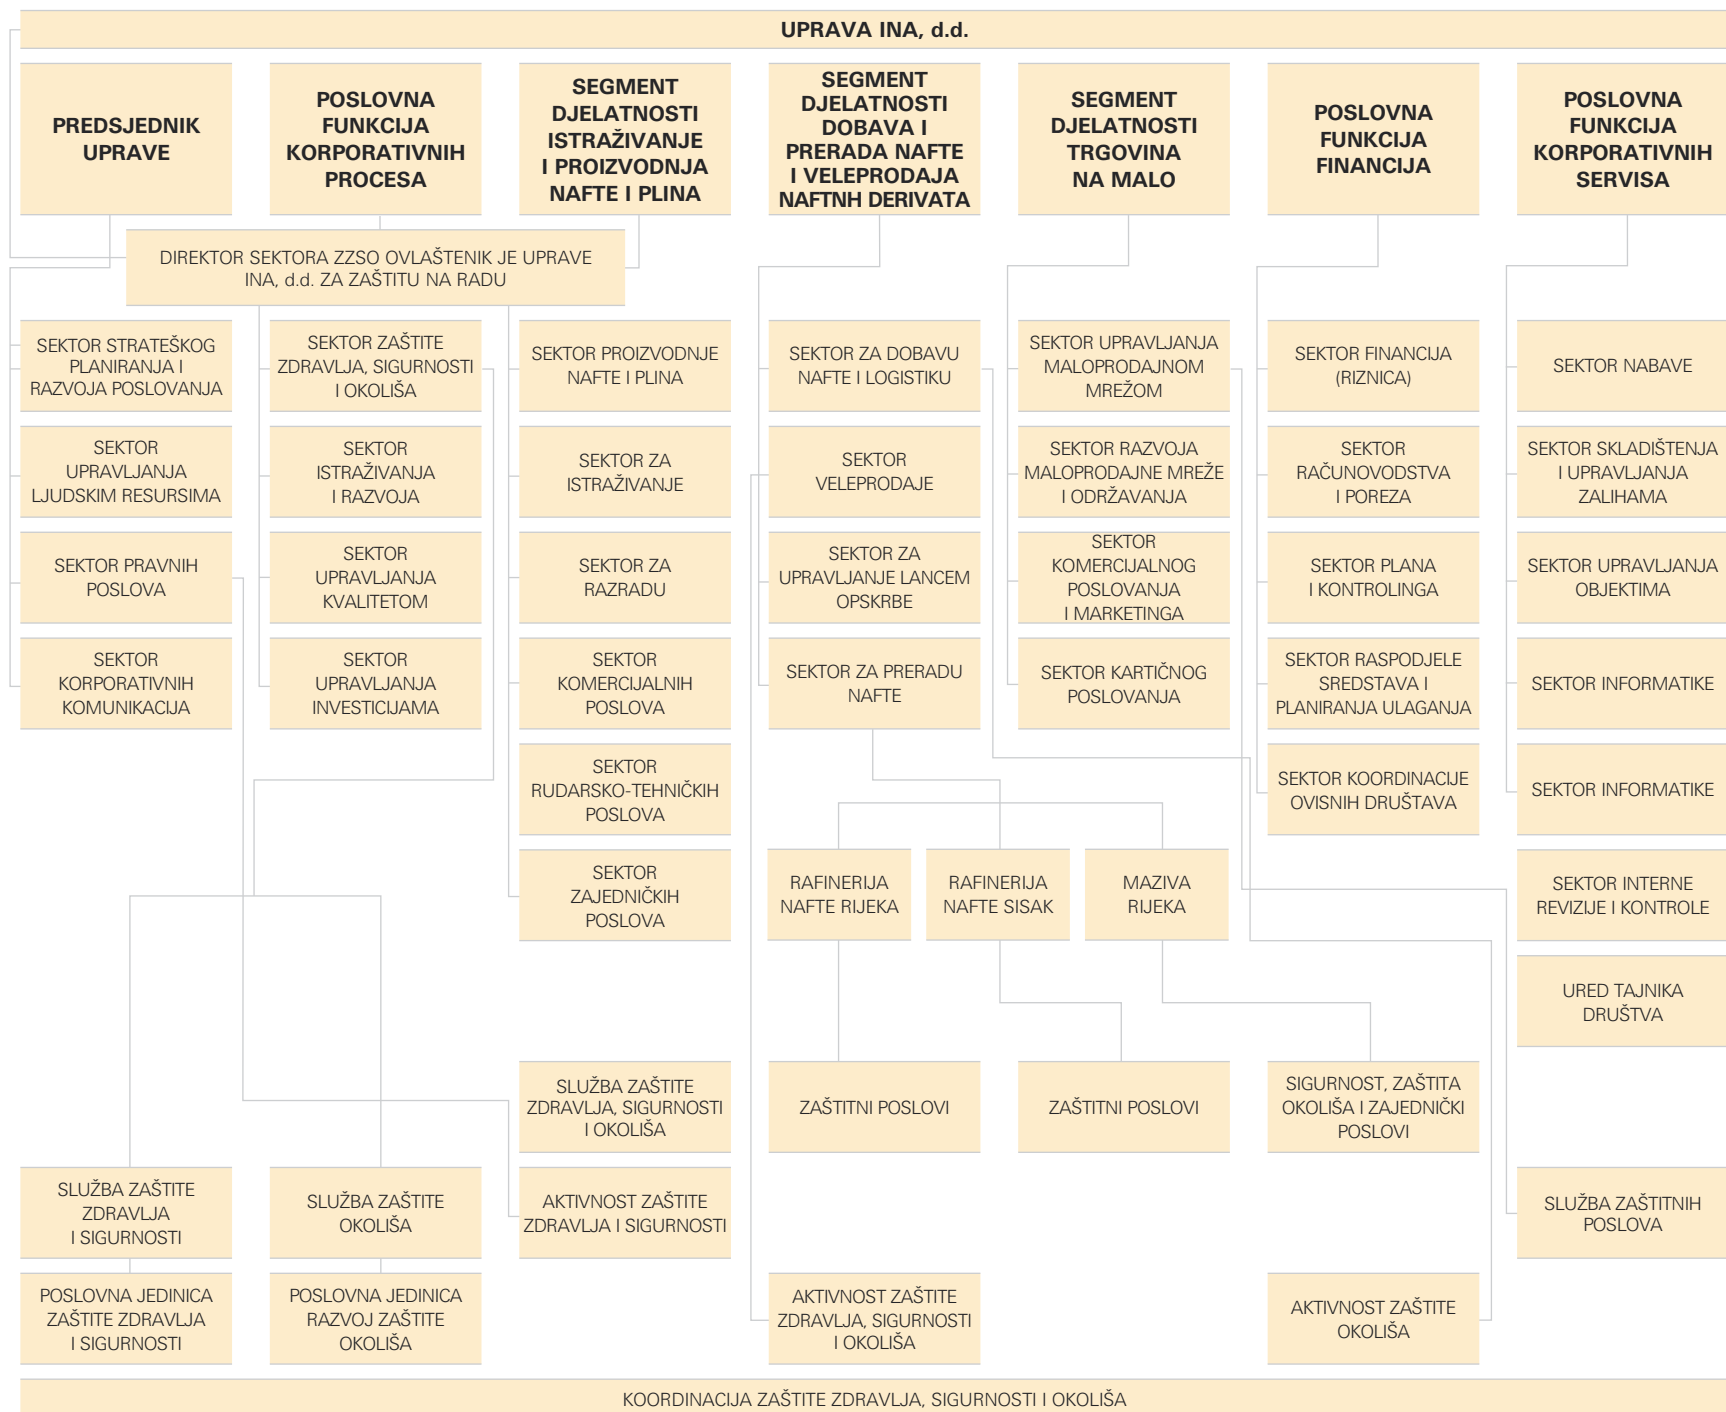 UPRAVA INA, d.d.
PREDSJEDNIK
UPRAVE
POSLOVNA
FUNKCIJA
KORPORATIVNIH
PROCESA
SEGMENT
DJELATNOSTI
ISTRAŽIVANJE
I PROIZVODNJA
NAFTE I PLINA
SEGMENT
DJELATNOSTI
DOBAVA I
PRERADA NAFTE
I VELEPRODAJA
NAFTNH DERIVATA
SEGMENT
DJELATNOSTI
TRGOVINA
NA MALO
POSLOVNA
FUNKCIJA
FINANCIJA
POSLOVNA
FUNKCIJA
KORPORATIVNIH
SERVISA
DIREKTOR SEKTORA ZZSO OVLAŠTENIK JE UPRAVE
INA, d.d. ZA ZAŠTITU NA RADU
SEKTOR STRATEŠKOG
PLANIRANJA I
RAZVOJA POSLOVANJA
SEKTOR ZAŠTITE
ZDRAVLJA, SIGURNOSTI
I OKOLIŠA
SEKTOR PROIZVODNJE
NAFTE I PLINA
SEKTOR ZA DOBAVU
NAFTE I LOGISTIKU
SEKTOR UPRAVLJANJA
MALOPRODAJNOM
MREŽOM
SEKTOR FINANCIJA
(RIZNICA)
SEKTOR NABAVE
SEKTOR
UPRAVLJANJA
LJUDSKIM RESURSIMA
SEKTOR
ISTRAŽIVANJA
I RAZVOJA
SEKTOR ZA
ISTRAŽIVANJE
SEKTOR
VELEPRODAJE
SEKTOR RAZVOJA
MALOPRODAJNE MREŽE
I ODRŽAVANJA
SEKTOR
RAČUNOVODSTVA
I POREZA
SEKTOR SKLADIŠTENJA
I UPRAVLJANJA
ZALIHAMA
SEKTOR PRAVNIH
POSLOVA
SEKTOR
UPRAVLJANJA
KVALITETOM
SEKTOR ZA
RAZRADU
SEKTOR ZA
UPRAVLJANJE LANCEM
OPSKRBE
SEKTOR
KOMERCIJALNOG
POSLOVANJA
I MARKETINGA
SEKTOR PLANA
I KONTROLINGA
SEKTOR UPRAVLJANJA
OBJEKTIMA
SEKTOR
KORPORATIVNIH
KOMUNIKACIJA
SEKTOR
UPRAVLJANJA
INVESTICIJAMA
SEKTOR
KOMERCIJALNIH
POSLOVA
SEKTOR ZA PRERADU
NAFTE
SEKTOR KARTIČNOG
POSLOVANJA
SEKTOR RASPODJELE
SREDSTAVA I
PLANIRANJA ULAGANJA
SEKTOR INFORMATIKE
SEKTOR
RUDARSKO-TEHNIČKIH
POSLOVA
SEKTOR KOORDINACIJE
OVISNIH DRUŠTAVA
SEKTOR INFORMATIKE
SEKTOR
ZAJEDNIČKIH
POSLOVA
RAFINERIJA
NAFTE RIJEKA
RAFINERIJA
NAFTE SISAK
MAZIVA
RIJEKA
SEKTOR INTERNE
REVIZIJE I KONTROLE
URED TAJNIKA
DRUŠTVA
SLUŽBA ZAŠTITE
ZDRAVLJA, SIGURNOSTI
I OKOLIŠA
ZAŠTITNI POSLOVI
ZAŠTITNI POSLOVI
SIGURNOST, ZAŠTITA
OKOLIŠA I ZAJEDNIČKI
POSLOVI
SLUŽBA ZAŠTITE
ZDRAVLJA
I SIGURNOSTI
SLUŽBA ZAŠTITE
OKOLIŠA
AKTIVNOST ZAŠTITE
ZDRAVLJA I SIGURNOSTI
SLUŽBA ZAŠTITNIH
POSLOVA
POSLOVNA JEDINICA
ZAŠTITE ZDRAVLJA
I SIGURNOSTI
POSLOVNA JEDINICA
RAZVOJ ZAŠTITE
OKOLIŠA
AKTIVNOST ZAŠTITE
ZDRAVLJA, SIGURNOSTI
I OKOLIŠA
AKTIVNOST ZAŠTITE
OKOLIŠA
KOORDINACIJA ZAŠTITE ZDRAVLJA, SIGURNOSTI I OKOLIŠA